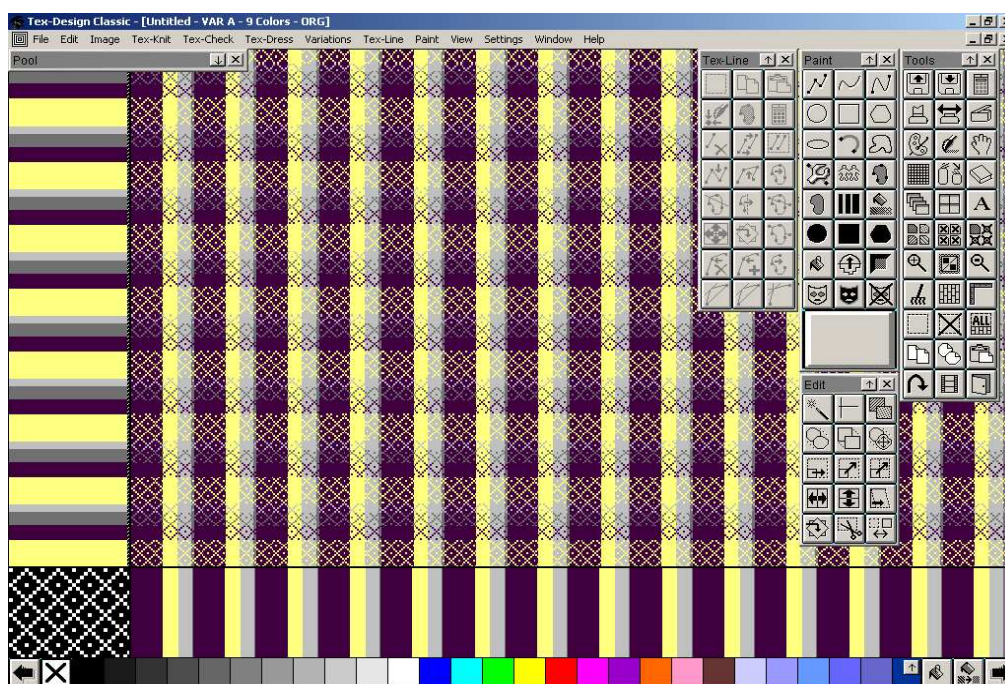 Tex-Design Classic - [Untitled - VAR A - 9 Colors - ORG]
File Edit Image Tex-Knit Tex-Check Tex-Dress Variations Tex-Line Paint View Settings Window Help
Pool
Tex-Line
Paint
Tools
A
ALL
Edit